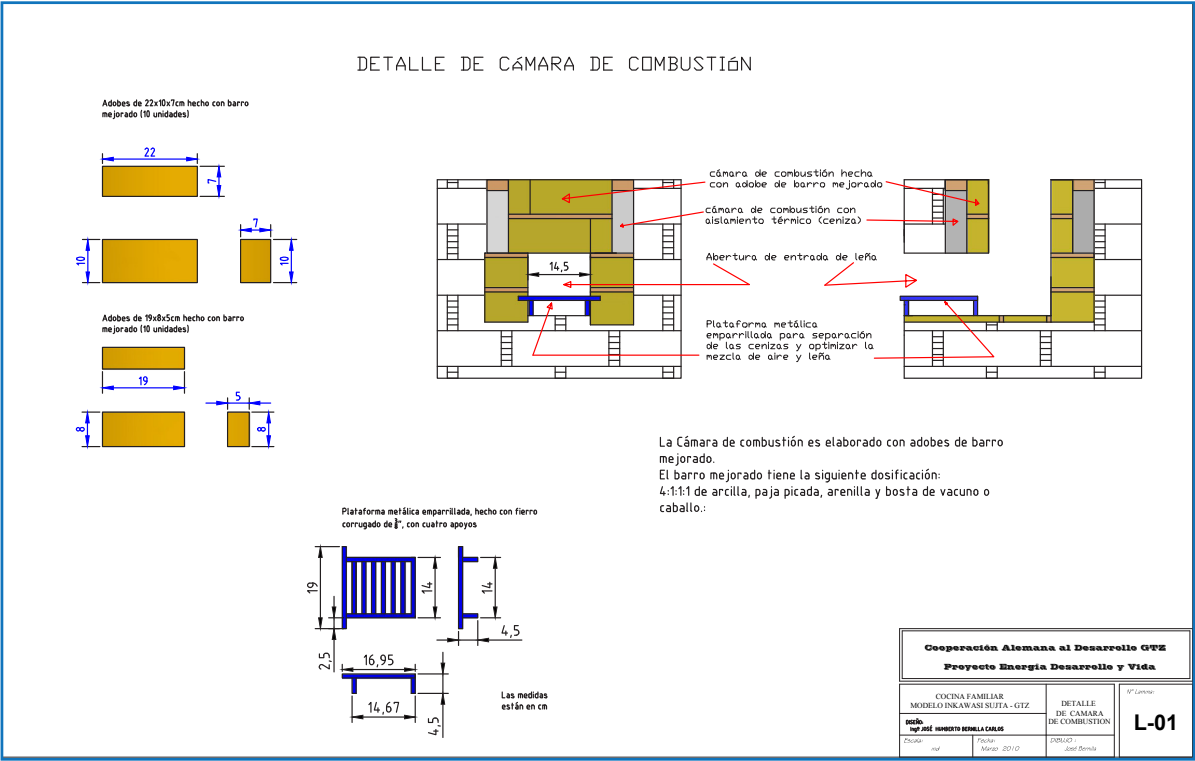 DETALLE DE CáMARA DE COMBUSTIóN
Adobes de 22x10x7cm hecho con barro
mejorado (10 unidades)
22
7
10
7
10
Adobes de 19x8x5cm hecho con barro
mejorado (10 unidades)
19
8
5
8
14,5
cámara de combustión hecha
con adobe de barro mejorado
cámara de combustión con
aislamiento térmico (ceniza)
Abertura de entrada de leña
Plataforma metálica
emparrillada para separación
de las cenizas y optimizar la
mezcla de aire y leña
La Cámara de combustión es elaborado con adobes de barro
mejorado.
El barro mejorado tiene la siguiente dosificación:
4:1:1:1 de arcilla, paja picada, arenilla y bosta de vacuno o
caballo.:
Plataforma metálica emparrillada, hecho con fierro
corrugado de , con cuatro apoyos
19
14
2,5
14
4,5
16,95
14,67
4,5
Las medidas
están en cm
Cooperación Alemana al Desarrollo GTZ
Proyecto Energía Desarrollo y Vida
COCINA FAMILIAR
MODELO INKAWASI SUJTA - GTZ
DISEÑO:
Ingº JOSÉ HUMBERTO BERNILLA CARLOS
Escala:
ind
Fecha:
Marzo 2010
DETALLE
DE CAMARA
DE COMBUSTION
DIBUJO :
José Bernilla
Nº Lamina:
L-01